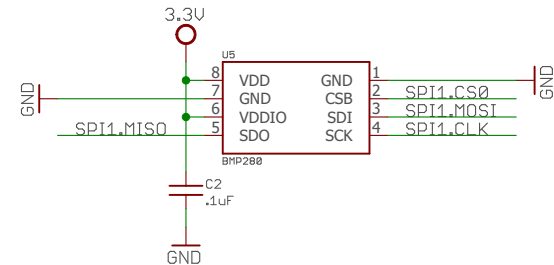 3.3V
U5
8 VDD GND 1
7 GND CSB 2 SPI1.CS0
6 VDDIO SDI 3 SPI1.MOSI
SPI1.MISO 5 SDO SCK 4 SPI1.CLK
GND
GND
BMP280
C2
.1uF
GND